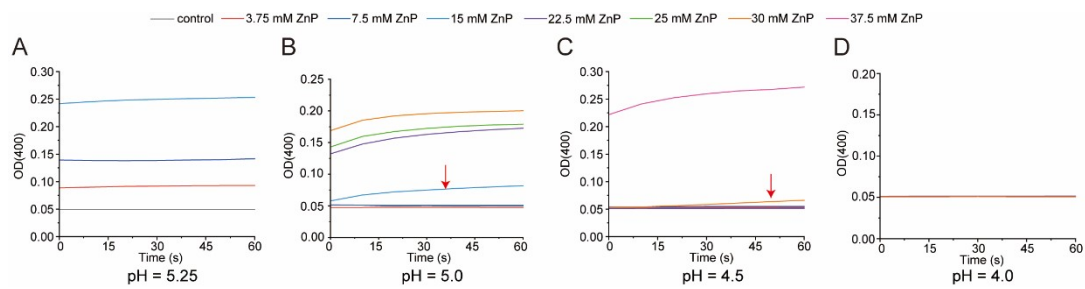 control 3.75 mM ZnP 7.5 mM ZnP 15 mM ZnP 22.5 mM ZnP 25 mM ZnP 30 mM ZnP 37.5 mM ZnP
A
OD(400)
0.30
0.25
0.20
0.15
0.10
0.05
0.00
0 15 30 45 60
Time (s)
pH = 5.25
B
OD(400)
0.25
0.20
0.15
0.10
0.05
0.00
0 15 30 45 60
Time (s)
pH = 5.0
C
OD(400)
0.30
0.25
0.20
0.15
0.10
0.05
0.00
0 15 30 45 60
Time (s)
pH = 4.5
D
OD(400)
0.20
0.15
0.10
0.05
0.00
0 15 30 45 60
Time (s)
pH = 4.0